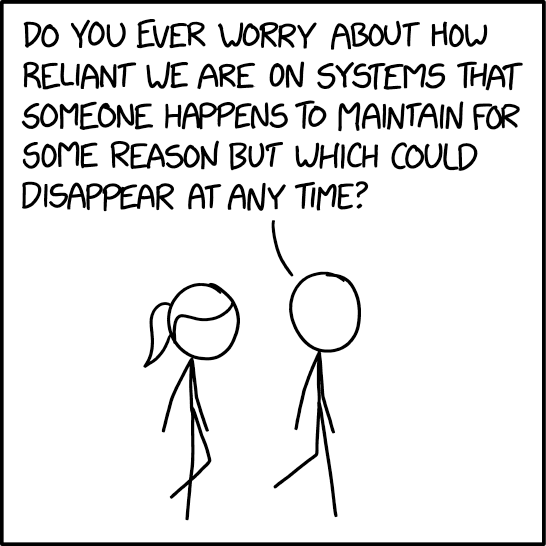 DO YOU EVER WORRY ABOUT HOW
RELIANT WE ARE ON SYSTEMS THAT
SOMEONE HAPPENS TO MAINTAIN FOR
SOME REASON BUT WHICH COULD
DISAPPEAR AT ANY TIME?